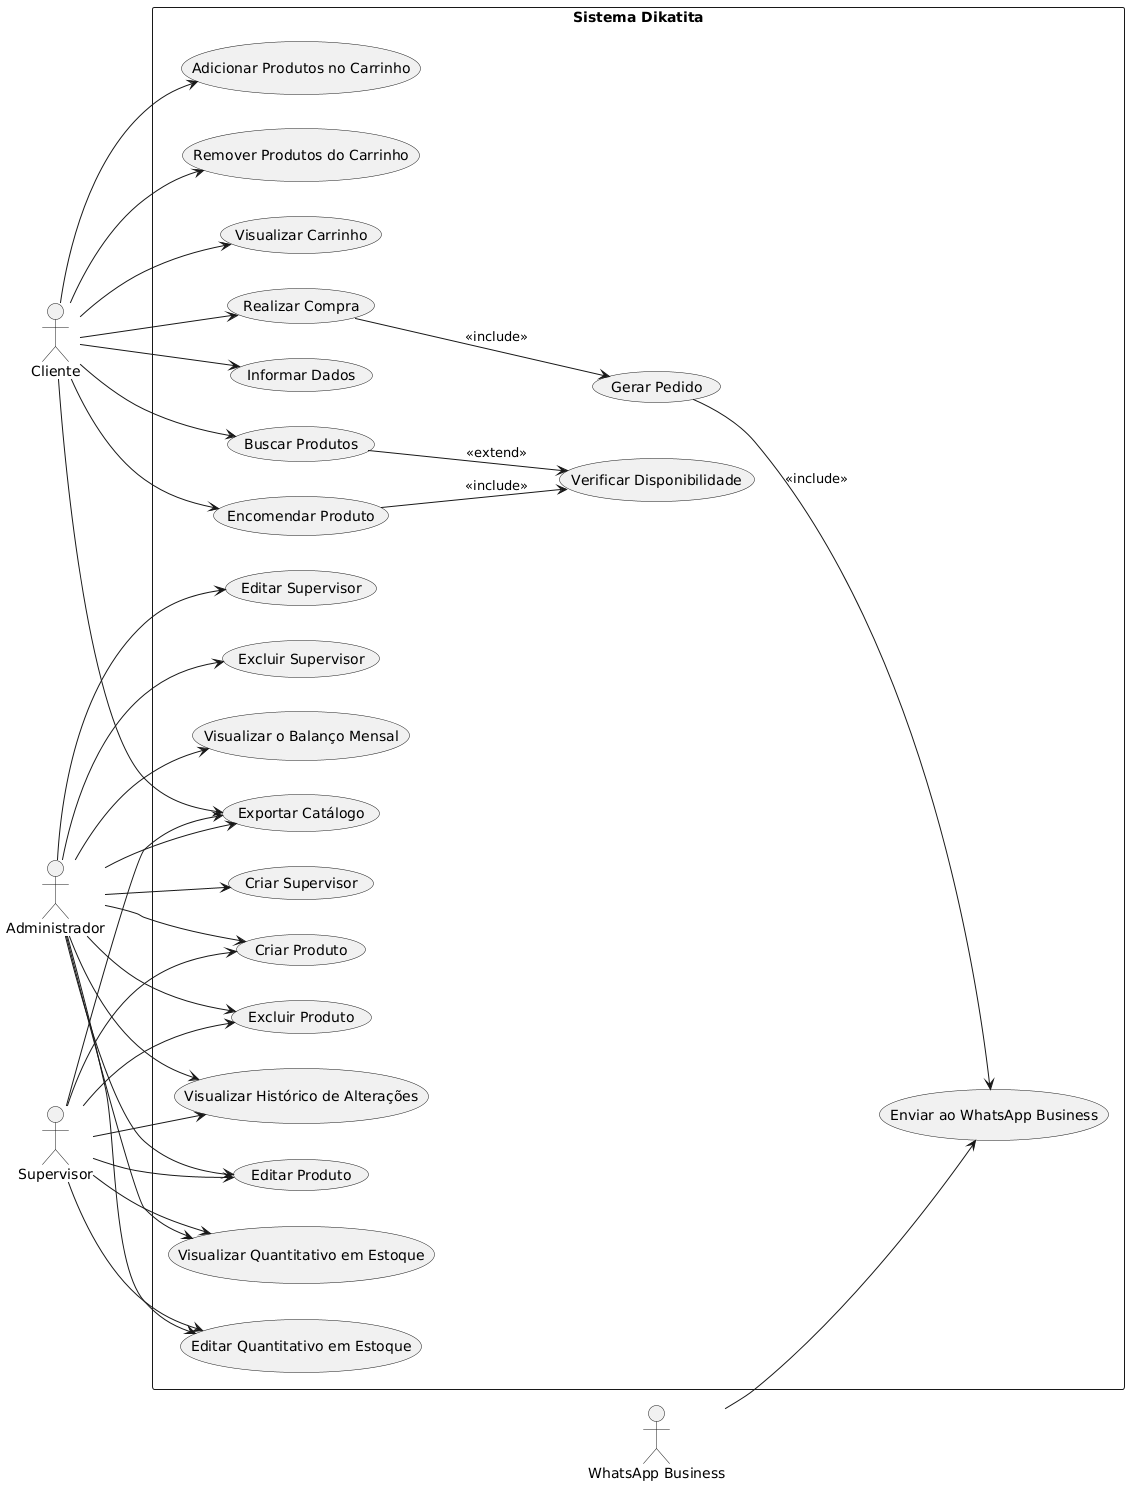 Sistema Dikatita
Adicionar Produtos no Carrinho
Remover Produtos do Carrinho
Visualizar Carrinho
Realizar Compra
«include»
Cliente
Informar Dados
Gerar Pedido
Buscar Produtos
«extend»
Verificar Disponibilidade
«include»
«include»
Encomendar Produto
Editar Supervisor
Excluir Supervisor
Visualizar o Balanço Mensal
Exportar Catálogo
Criar Supervisor
Administrador
Criar Produto
Excluir Produto
Visualizar Histórico de Alterações
Enviar ao WhatsApp Business
Supervisor
Editar Produto
Visualizar Quantitativo em Estoque
Editar Quantitativo em Estoque
WhatsApp Business